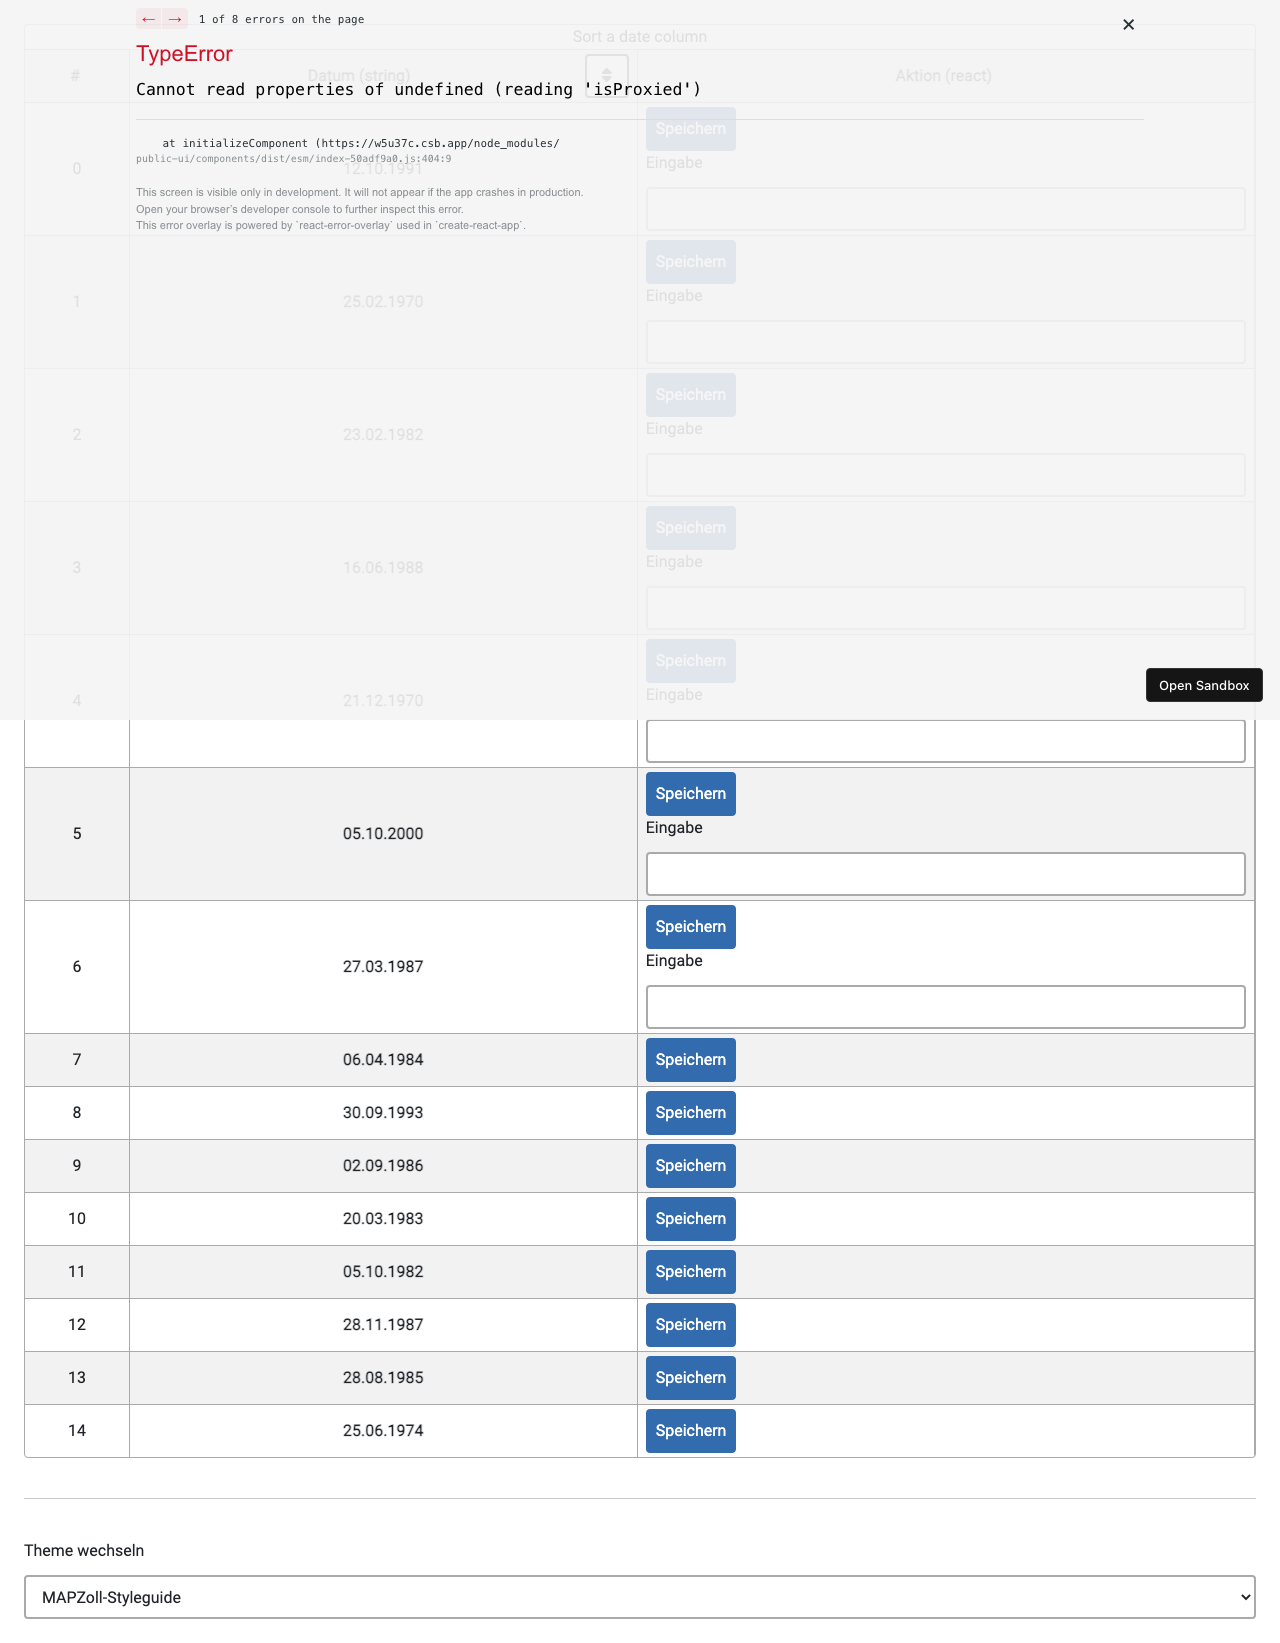 ← → 1 of 8 errors on the page
✕
Sort a date column
TypeError
# Datum (string) Aktion (react)
Cannot read properties of undefined (reading 'isProxied')
Speichern
at initializeComponent (https://w5u37c.csb.app/node_modules/
public-ui/components/dist/esm/index-50adf9a0.js:404:9
0 12.10.1991 Eingabe
This screen is visible only in development. It will not appear if the app crashes in production.
Open your browser’s developer console to further inspect this error.
This error overlay is powered by `react-error-overlay` used in `create-react-app`.
Speichern
1 25.02.1970 Eingabe
Speichern
2 23.02.1982 Eingabe
Speichern
3 16.06.1988 Eingabe
Speichern
4 21.12.1970 Eingabe
Open Sandbox
Speichern
5 05.10.2000 Eingabe
Speichern
6 27.03.1987 Eingabe
7 06.04.1984 Speichern
8 30.09.1993 Speichern
9 02.09.1986 Speichern
10 20.03.1983 Speichern
11 05.10.1982 Speichern
12 28.11.1987 Speichern
13 28.08.1985 Speichern
14 25.06.1974 Speichern
Theme wechseln
MAPZoll-Styleguide